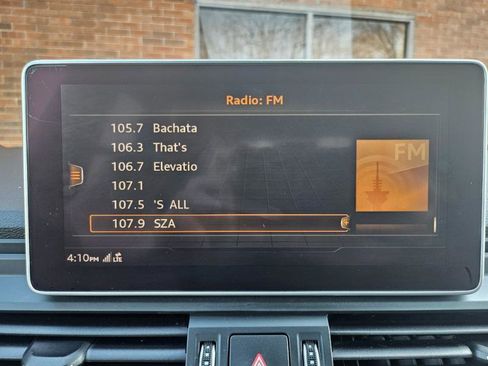 Radio: FM
105.7 Bachata
106.3 That's
106.7 Elevatio
107.1
107.5 'S ALL
107.9 SZA
FM
4:10PM LTE